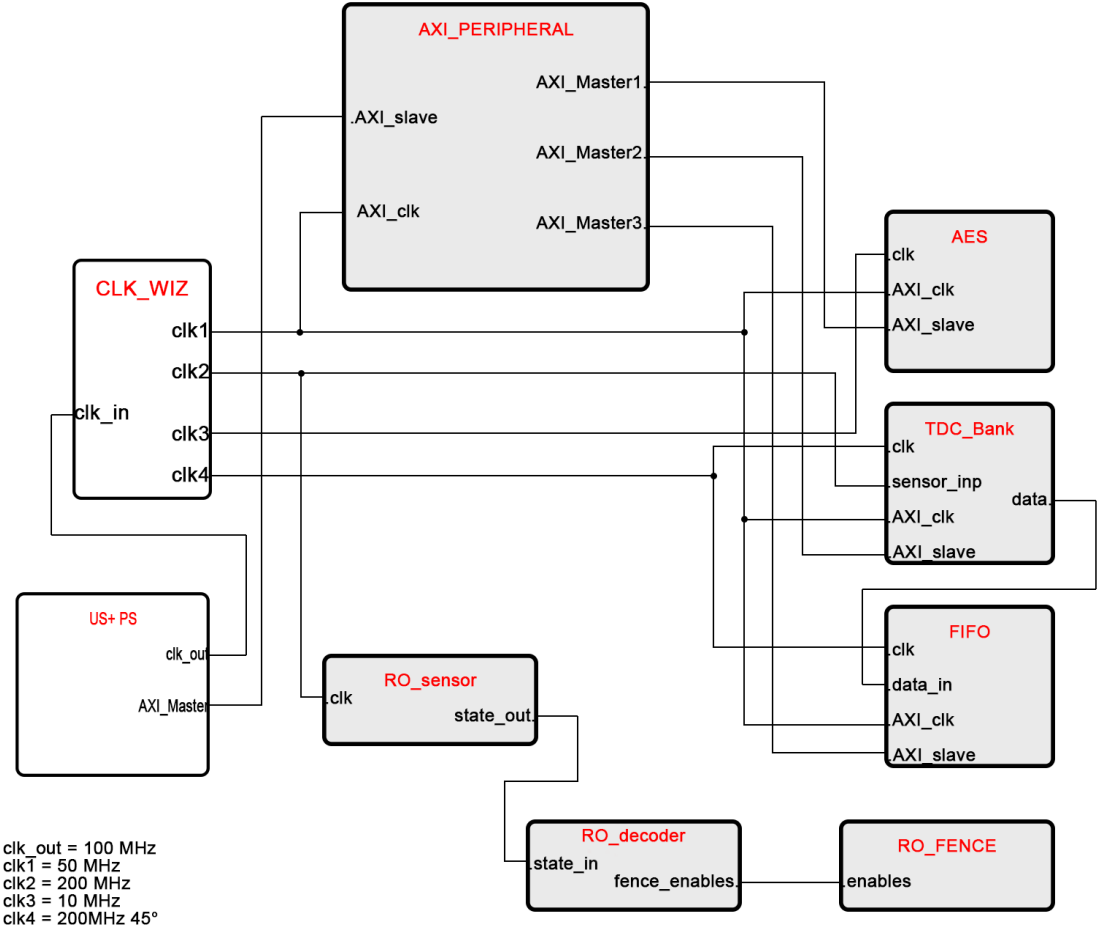 AXI_PERIPHERAL
AXI_Master1.
.AXI_slave
AXI_Master2.
AXI_clk
AXI_Master3.
CLK_WIZ
clk1
clk2
clk_in
clk3
clk4
AES
.clk
.AXI_clk
.AXI_slave
TDC_Bank
.clk
.sensor_inp
data.
.AXI_clk
.AXI_slave
US+ PS
clk_out
AXI_Master
RO_sensor
.clk
state_out.
FIFO
.clk
.data_in
.AXI_clk
.AXI_slave
RO_decoder
.state_in
fence_enables.
RO_FENCE
.enables
clk_out = 100 MHz
clk1 = 50 MHz
clk2 = 200 MHz
clk3 = 10 MHz
clk4 = 200MHz 45°